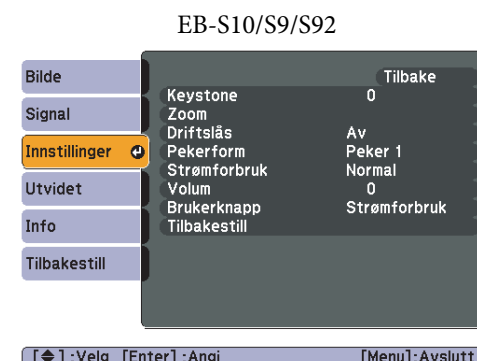 EB-S10/S9/S92
Bilde
Signal
Innstillinger
Utvidet
Info
Tilbakestill
Tilbake
Keystone 0
Zoom
Driftslås Av
Pekerform Peker 1
Strømforbruk Normal
Volum 0
Brukerknapp Strømforbruk
Tilbakestill
[◆] :Velg [Enter] :Angi [Menu]:Avslutt